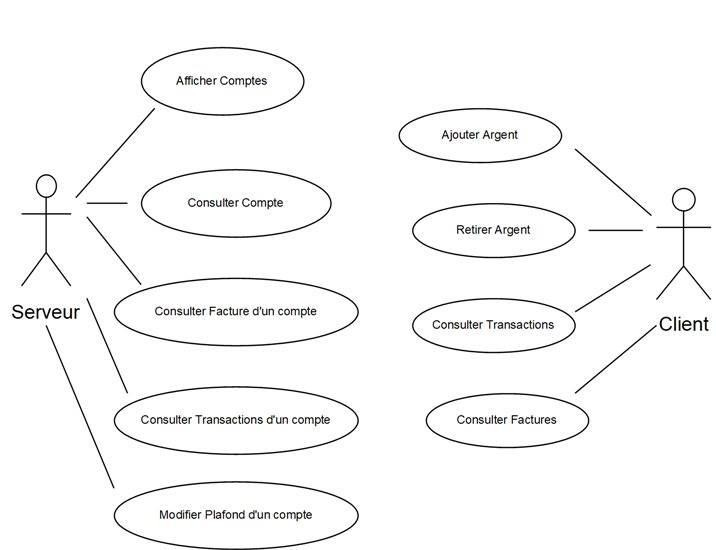 Afficher Comptes
Consulter Compte
Consulter Facture d'un compte
Consulter Transactions d'un compte
Modifier Plafond d'un compte
Serveur
Ajouter Argent
Retirer Argent
Consulter Transactions
Consulter Factures
Client